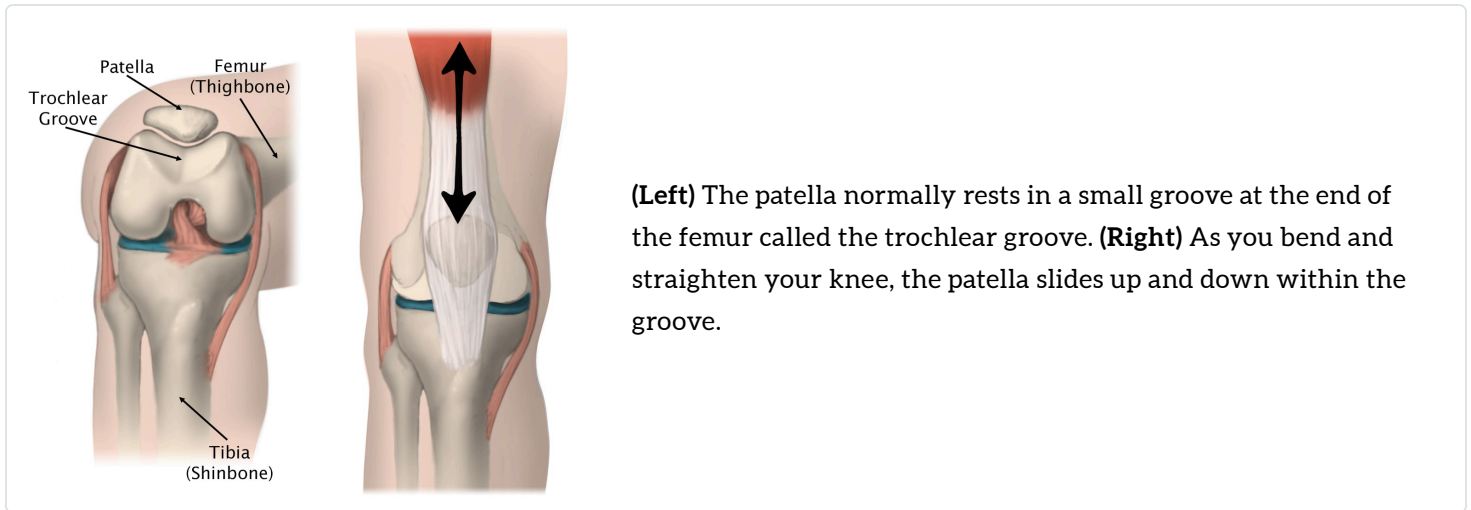 Patella
Femur
(Thighbone)
Trochlear
Groove
Tibia
(Shinbone)
(Left) The patella normally rests in a small groove at the end of
the femur called the trochlear groove. (Right) As you bend and
straighten your knee, the patella slides up and down within the
groove.